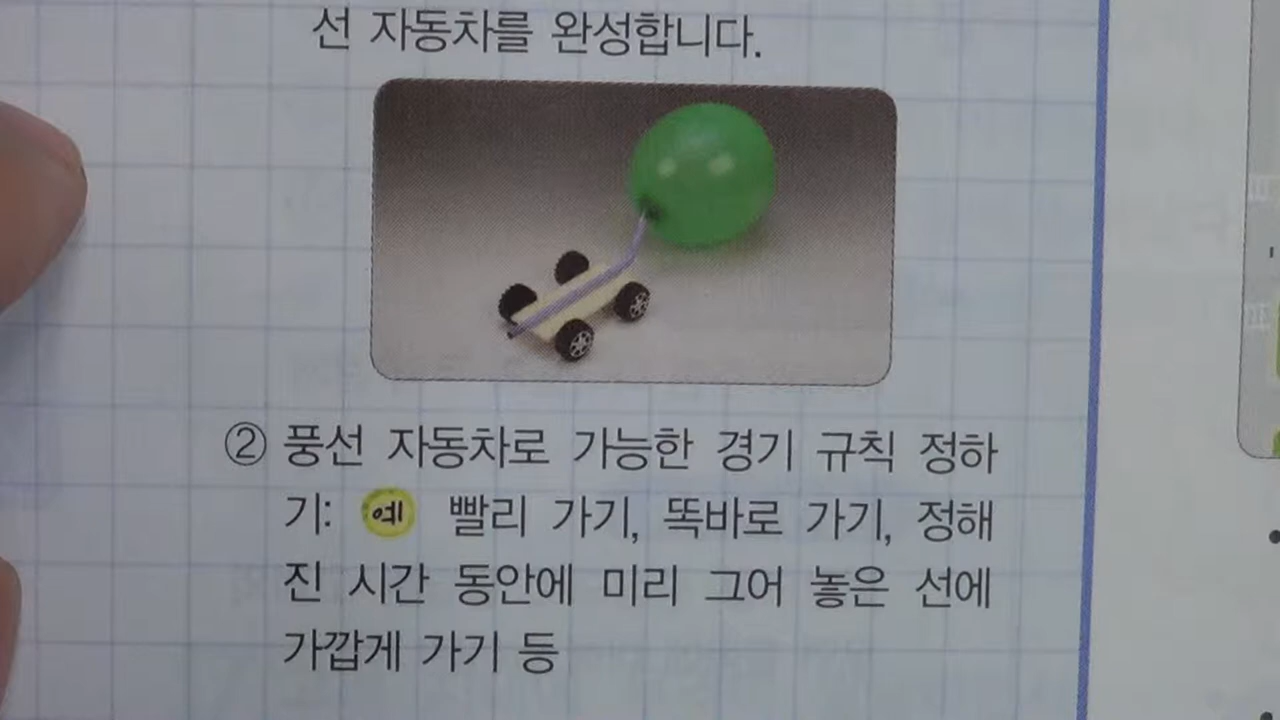 선 자동차를 완성합니다.
② 풍선 자동차로 가능한 경기 규칙 정하
기: 예 빨리 가기, 똑바로 가기, 정해
진 시간 동안에 미리 그어 놓은 선에
가깝게 가기 등